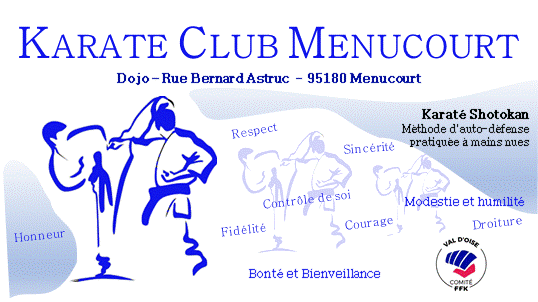 KARATE CLUB MENUCOURT
Dojo – Rue Bernard Astruc – 95180 Menucourt
Karaté Shotokan
Méthode d'auto-défense
pratiquée à mains nues
Respect
Sincérité
Contrôle de soi
Modestie et humilité
Honneur
Fidélité
Courage
Droiture
Bonté et Bienveillance
VAL D'OISE
COMITÉ
FFK